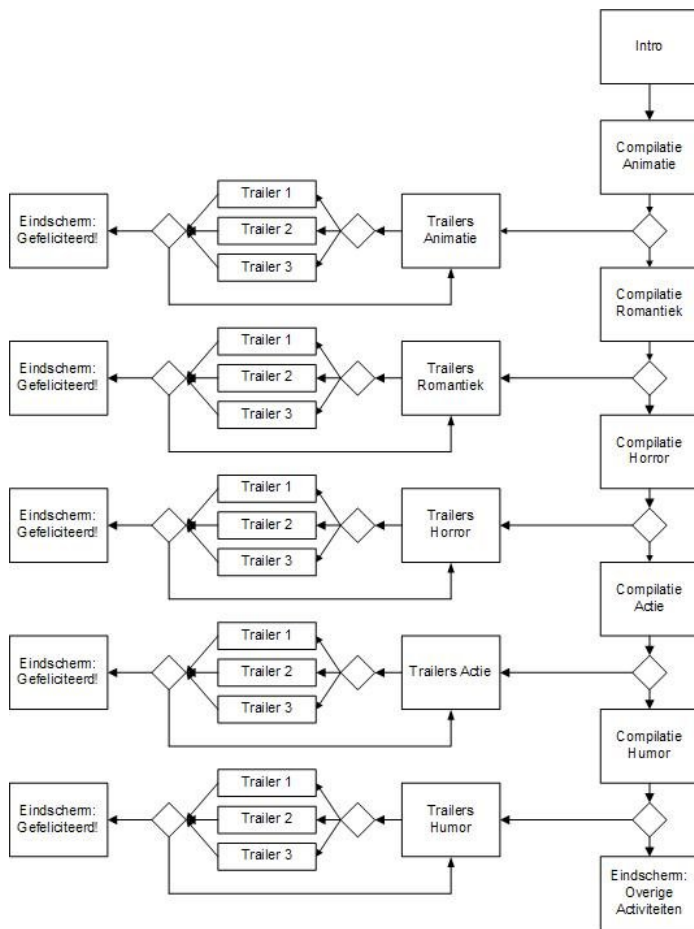 Intro
Compilatie
Animatie
Eindscherm:
Gefeliciteerd!
Trailer 1
Trailer 2
Trailer 3
Trailers
Animatie
Compilatie
Romantiek
Eindscherm:
Gefeliciteerd!
Trailer 1
Trailer 2
Trailer 3
Trailers
Romantiek
Compilatie
Horror
Eindscherm:
Gefeliciteerd!
Trailer 1
Trailer 2
Trailer 3
Trailers
Horror
Compilatie
Actie
Eindscherm:
Gefeliciteerd!
Trailer 1
Trailer 2
Trailer 3
Trailers Actie
Compilatie
Humor
Eindscherm:
Gefeliciteerd!
Trailer 1
Trailer 2
Trailer 3
Trailers
Humor
Eindscherm:
Overige
Activiteiten